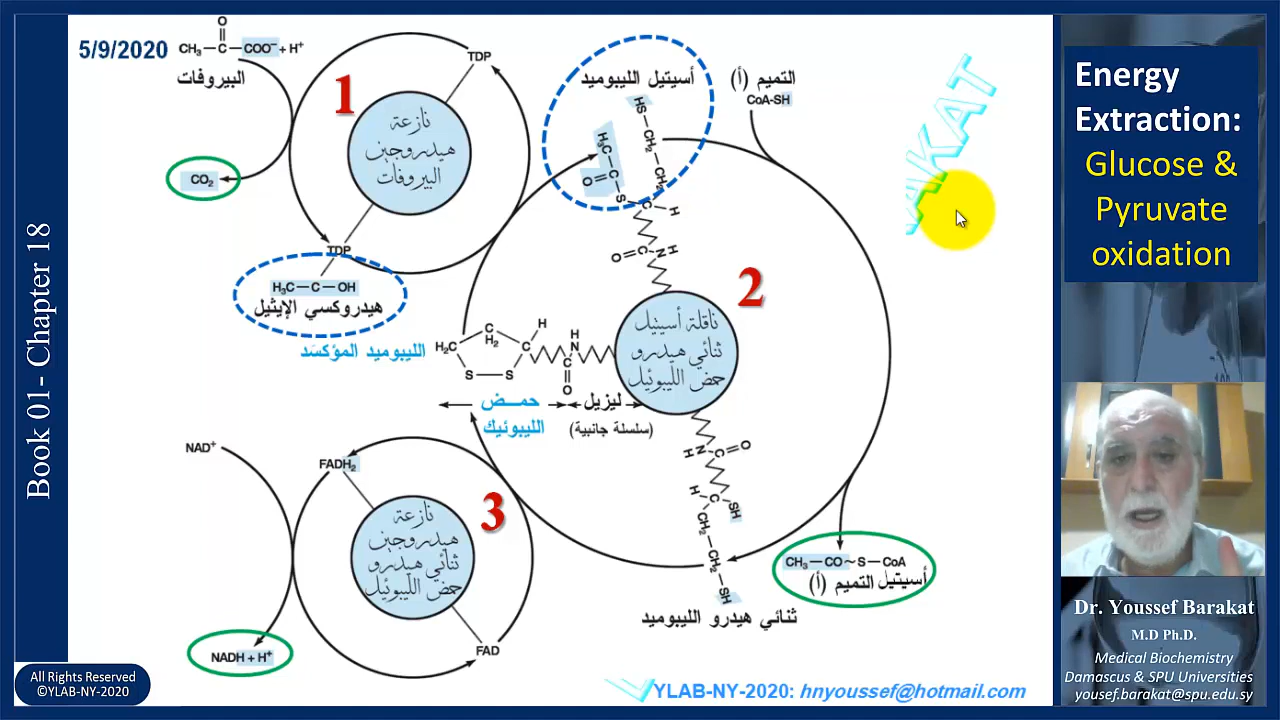 5/9/2020
O
CH₃ — C — COO⁻ + H⁺
البيروفات
TDP
1
نازعة
هيدروجين
البيروفات
CO₂
TDP
H₃C—C—OH
هيدروكسي الإيثيل
أسيتيل الليبوميد
HS—CH₂—CH₂
H₃C—C—S
O
C
H
O=C
N
H
التميم (أ)
CoA-SH
2
ناقلة أسيتيل
ثنائي هيدرو
حمض الليبوئيل
الليبوميد المؤكسَد
H₂C
C
H₂
C
H
S—S
H
N
C
O
حمـــض
الليبوئيك
ليزيل
(سلسلة جانبية)
H
N
C
O
H
C
SH
CH₂
CH₂
SH
ثنائي هيدرو الليبوميد
CH₃—CO~S—CoA
أسيتيل التميم (أ)
NAD⁺
FADH₂
3
نازعة
هيدروجين
ثنائي هيدرو
حمض الليبوئيل
FAD
NADH + H⁺
YLAB-NY-2020: hnyoussef@hotmail.com
AKAT
Book 01- Chapter 18
All Rights Reserved
©YLAB-NY-2020
Energy
Extraction:
Glucose &
Pyruvate
oxidation
Dr. Youssef Barakat
M.D Ph.D.
Medical Biochemistry
Damascus & SPU Universities
yousef.barakat@spu.edu.sy